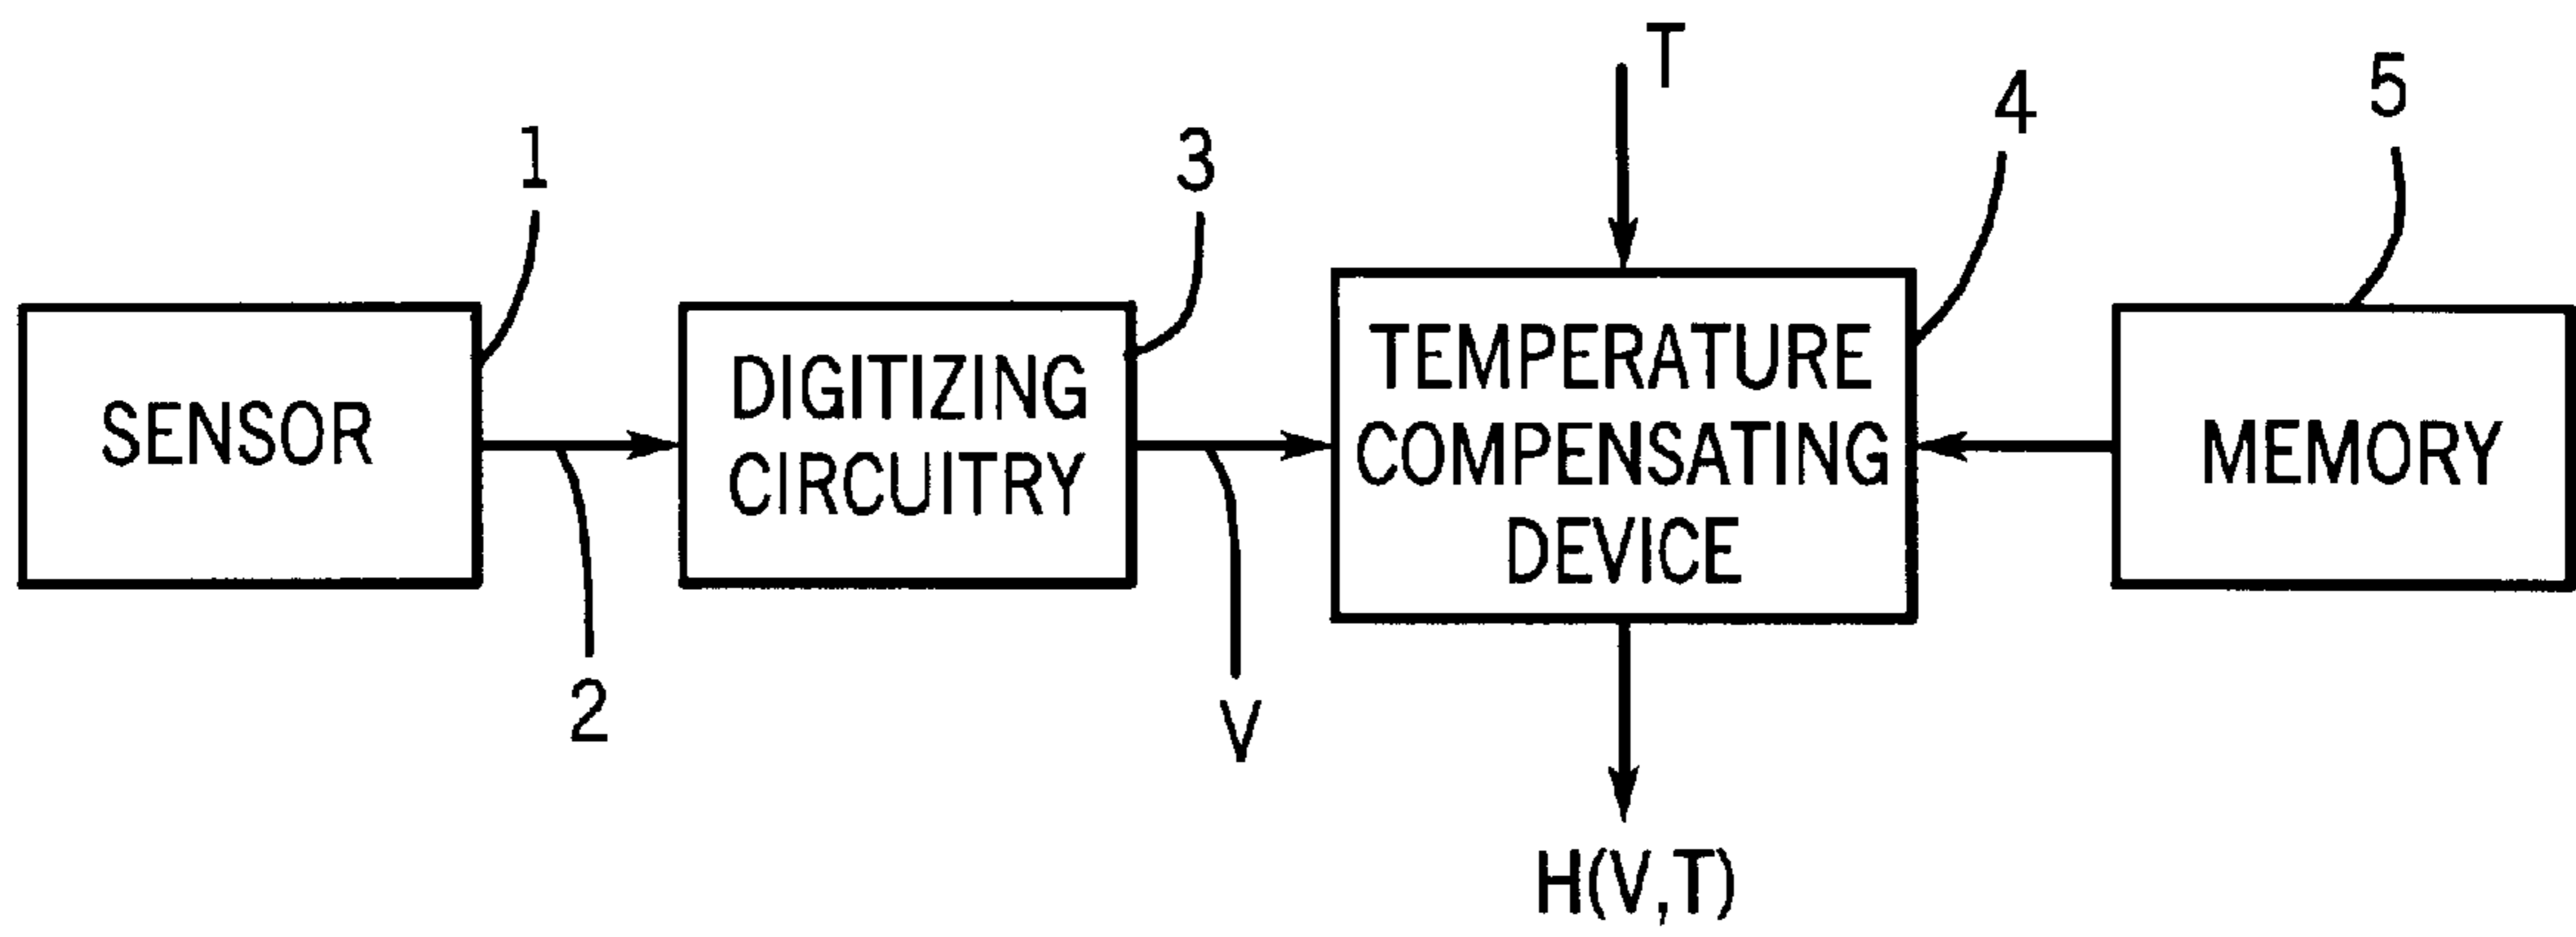 T
1
3
4
5
SENSOR
DIGITIZING
CIRCUITRY
TEMPERATURE
COMPENSATING
DEVICE
MEMORY
2
V
H(V,T)